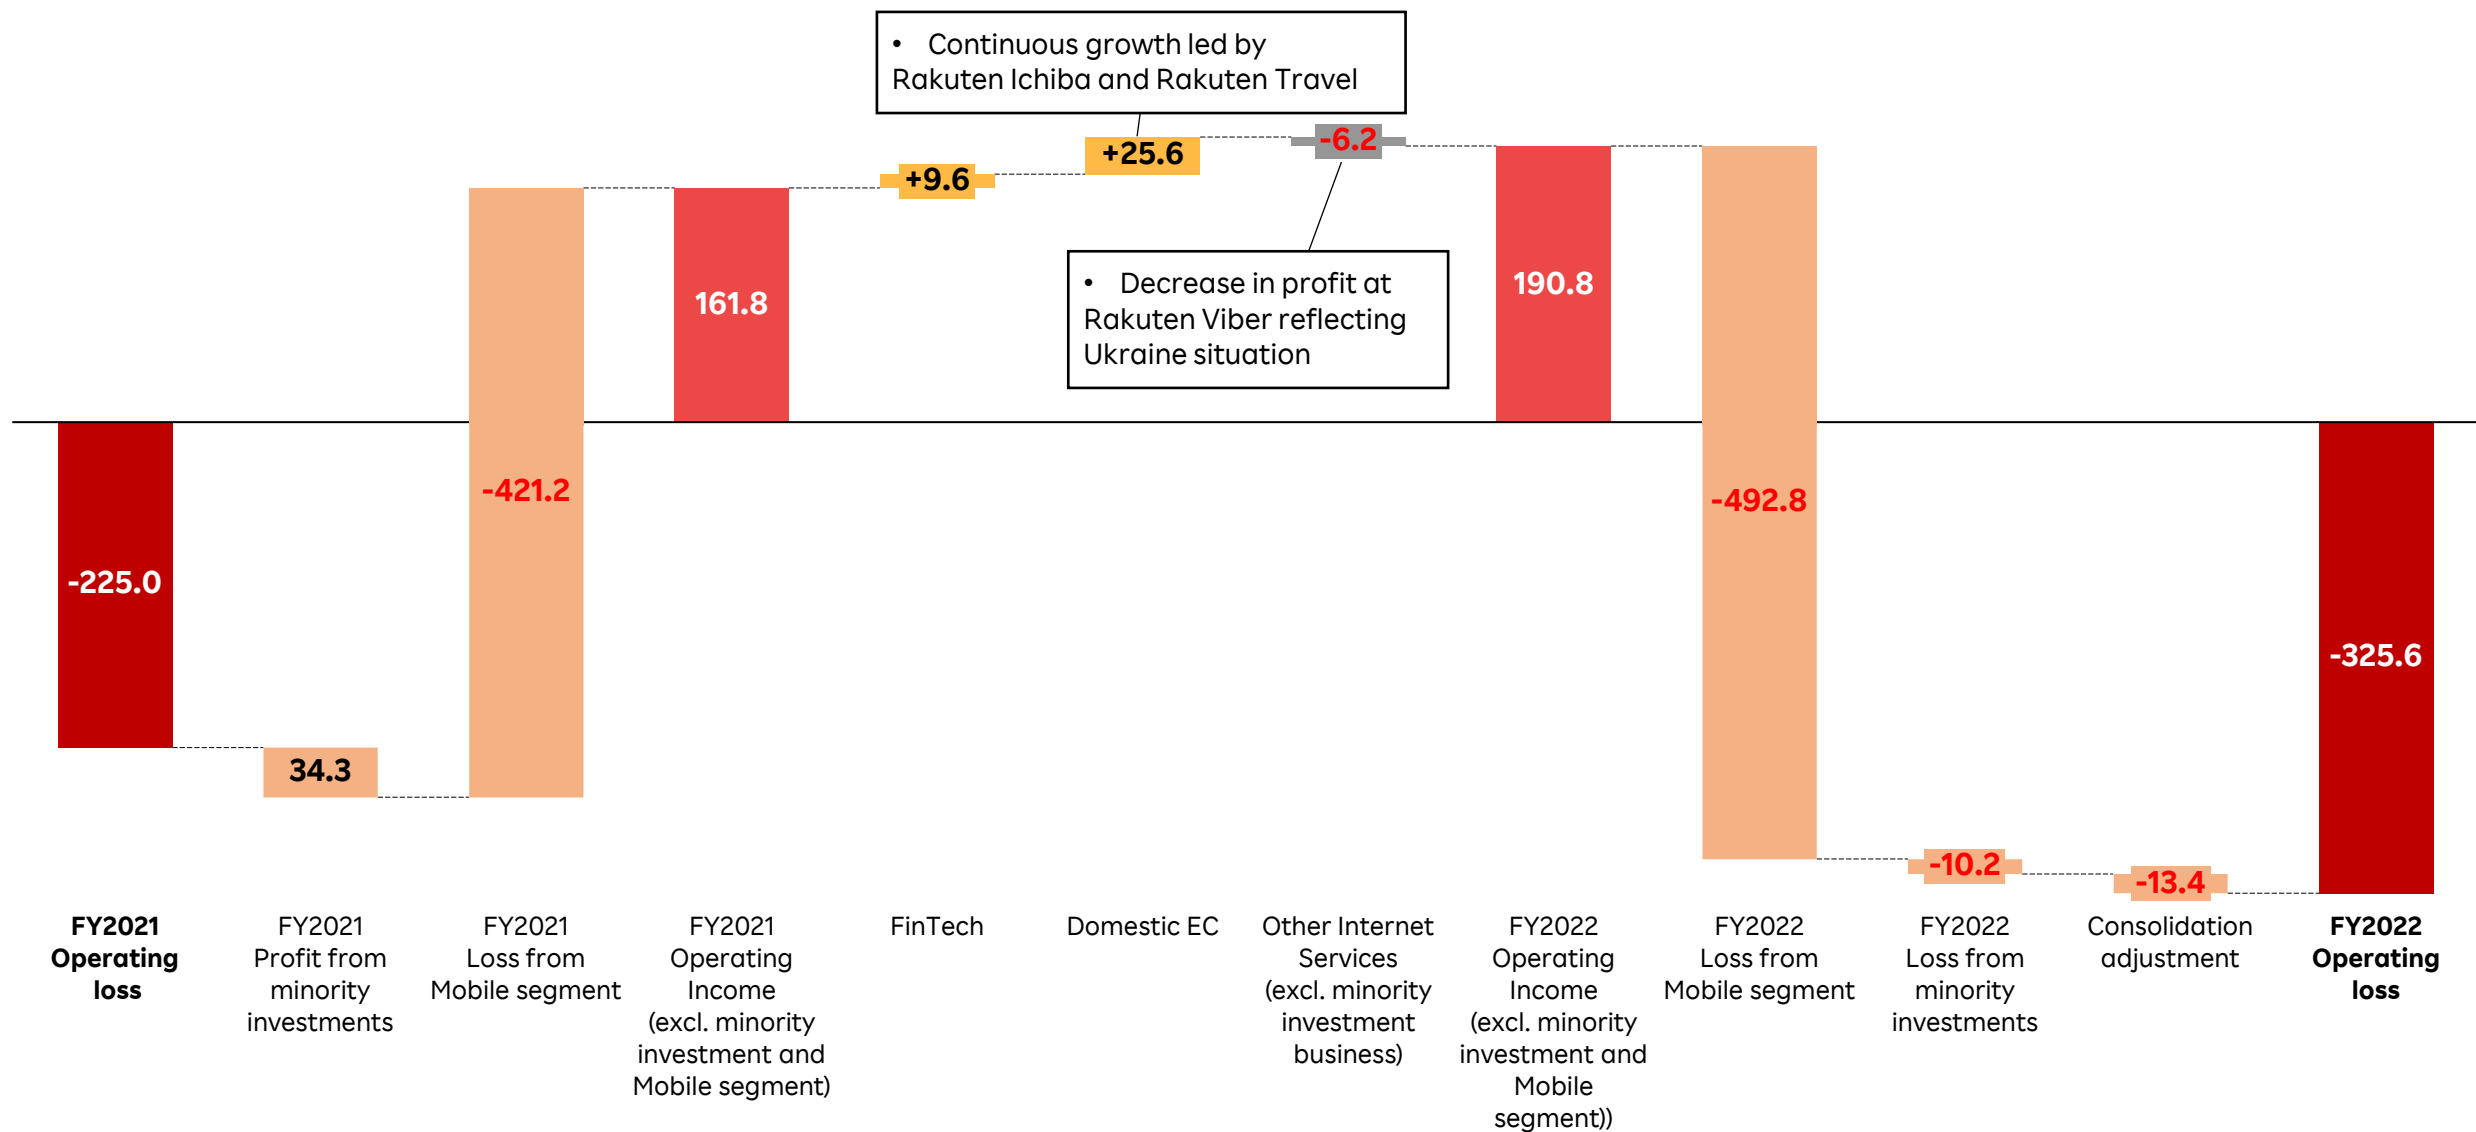 • Continuous growth led by
Rakuten Ichiba and Rakuten Travel
-6.2
+25.6
+9.6
• Decrease in profit at
Rakuten Viber reflecting
Ukraine situation
161.8
190.8
-421.2
-492.8
-225.0
-325.6
34.3
-10.2
-13.4
FY2021
Operating
loss
FY2021
Profit from
minority
investments
FY2021
Loss from
Mobile segment
FY2021
Operating
Income
(excl. minority
investment and
Mobile segment)
FinTech
Domestic EC
Other Internet
Services
(excl. minority
investment
business)
FY2022
Operating
Income
(excl. minority
investment and
Mobile
segment))
FY2022
Loss from
Mobile segment
FY2022
Loss from
minority
investments
Consolidation
adjustment
FY2022
Operating
loss